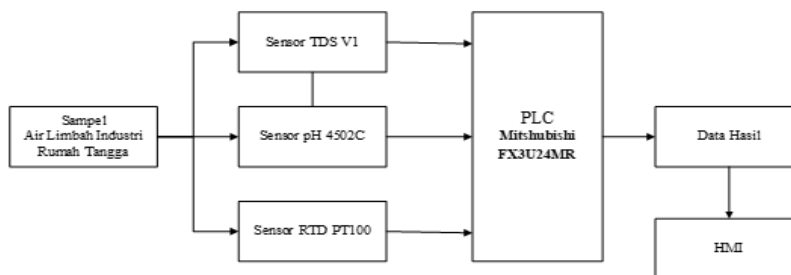 Sensor TDS V1
Sampel
Air Limbah Industri
Rumah Tangga
Sensor pH 4502C
Sensor RTD PT100
PLC
Mitshubishi
FX3U24MR
Data Hasil
HMI